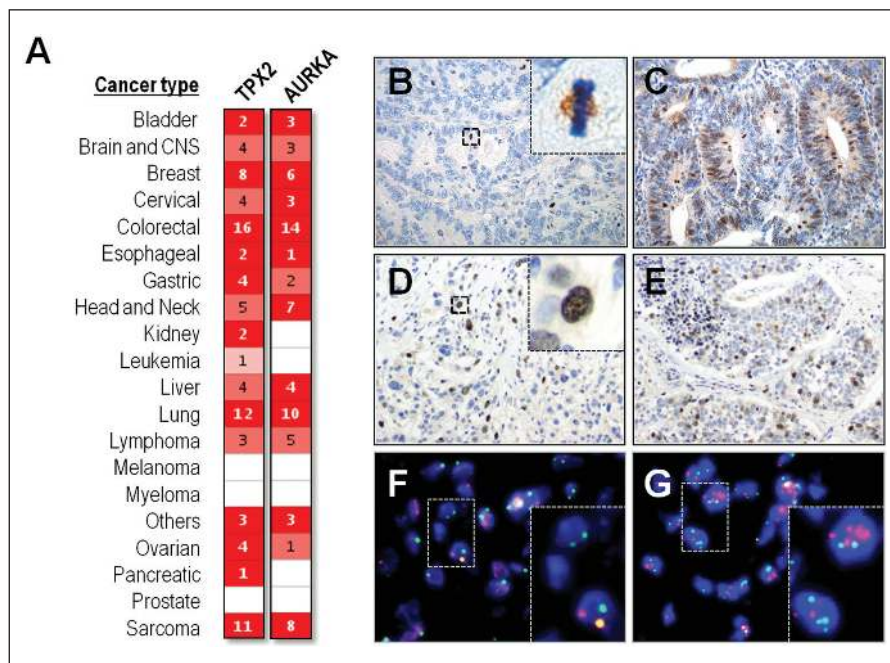 A
Cancer type TPX2 AURKA
Bladder 2 3
Brain and CNS 4 3
Breast 8 6
Cervical 4 3
Colorectal 16 14
Esophageal 2 1
Gastric 4 2
Head and Neck 5 7
Kidney 2
Leukemia 1
Liver 4 4
Lung 12 10
Lymphoma 3 5
Melanoma
Myeloma
Others 3 3
Ovarian 4 1
Pancreatic 1
Prostate
Sarcoma 11 8
B
C
D
E
F
G